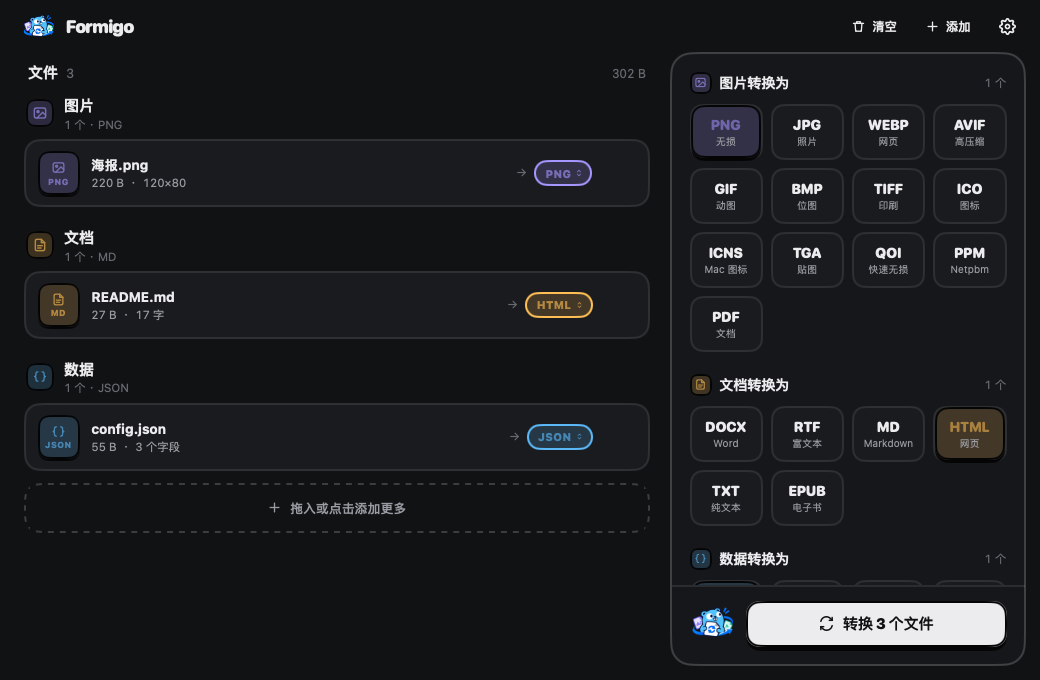 Formigo
清空
添加
文件 3
302 B
图片
1 个 · PNG
PNG
海报.png
220 B · 120×80
→ PNG
文档
1 个 · MD
MD
README.md
27 B · 17 字
→ HTML
数据
1 个 · JSON
JSON
config.json
55 B · 3 个字段
→ JSON
+ 拖入或点击添加更多
图片转换为
1 个
PNG
无损
JPG
照片
WEBP
网页
AVIF
高压缩
GIF
动图
BMP
位图
TIFF
印刷
ICO
图标
ICNS
Mac 图标
TGA
贴图
QOI
快速无损
PPM
Netpbm
PDF
文档
文档转换为
1 个
DOCX
Word
RTF
富文本
MD
Markdown
HTML
网页
TXT
纯文本
EPUB
电子书
数据转换为
1 个
转换 3 个文件